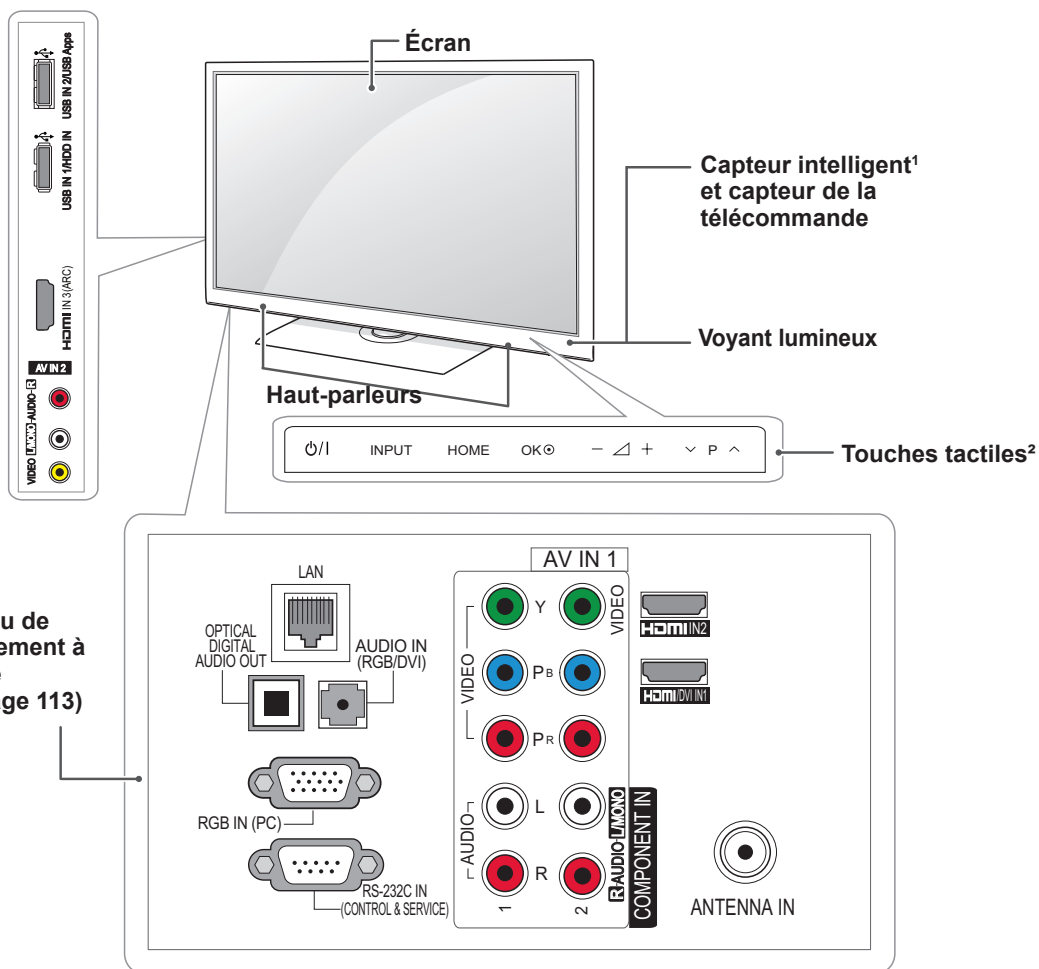 Écran
USB IN 2/USB Apps
USB IN 1/HDD IN
HDMI IN 3(ARC)
AV IN 2
VIDEO L/MONO-AUDIO-R
Capteur intelligent¹
et capteur de la
télécommande
Voyant lumineux
Haut-parleurs
⏻/I INPUT HOME OK⊙ − ⊿ + ∨ P ∧
Touches tactiles²
113)
LAN
OPTICAL
DIGITAL
AUDIO OUT
AUDIO IN
(RGB/DVI)
RGB IN (PC)
RS-232C IN
(CONTROL & SERVICE)
AV IN 1
VIDEO
Y
PB
PR
VIDEO
AUDIO
L
R
1
2
R-AUDIO-L/MONO
COMPONENT IN
HDMI IN2
HDMI/DVI IN1
ANTENNA IN